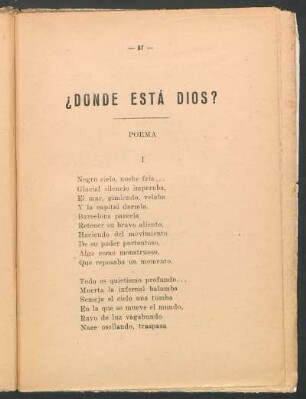 — 87 —
¿DONDE ESTÁ DIOS?
POEMA
I
Negro cielo, noche fria...
Glacial silencio imperaba,
El mar, gimiendo, velaba
Y la capital dormía.
Barcelona parecía
Retener su bravo aliento,
Haciendo del movimiento
De su poder portentoso,
Algo como monstruoso,
Que reposaba un momento.
Todo es quietismo profundo...
Muerta la infernal balumba
Semeja el cielo una tumba
En la que se mueve el mundo,
Rayo de luz vagabundo
Nace oscilando, traspasa